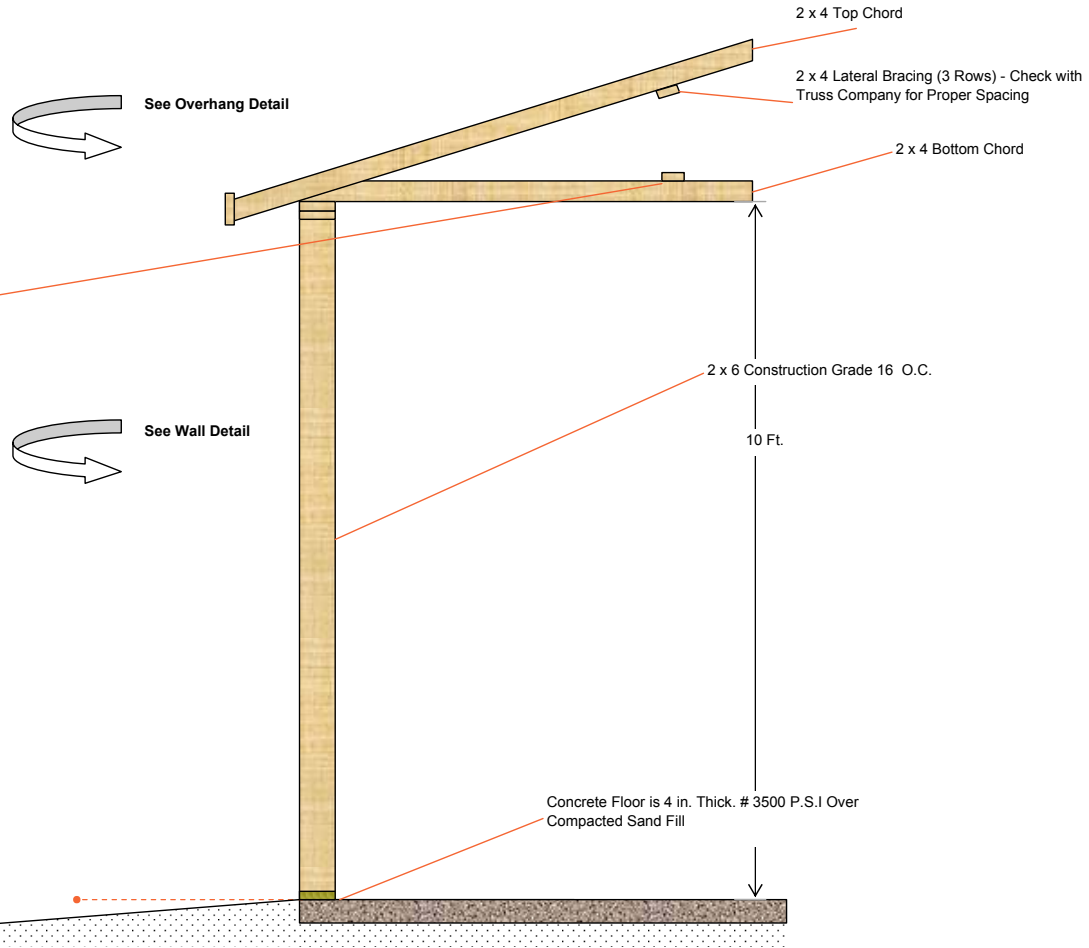 2 x 4 Top Chord
2 x 4 Lateral Bracing (3 Rows) - Check with
Truss Company for Proper Spacing
See Overhang Detail
2 x 4 Bottom Chord
2 x 6 Construction Grade 16 O.C.
See Wall Detail
10 Ft.
Concrete Floor is 4 in. Thick. # 3500 P.S.I Over
Compacted Sand Fill